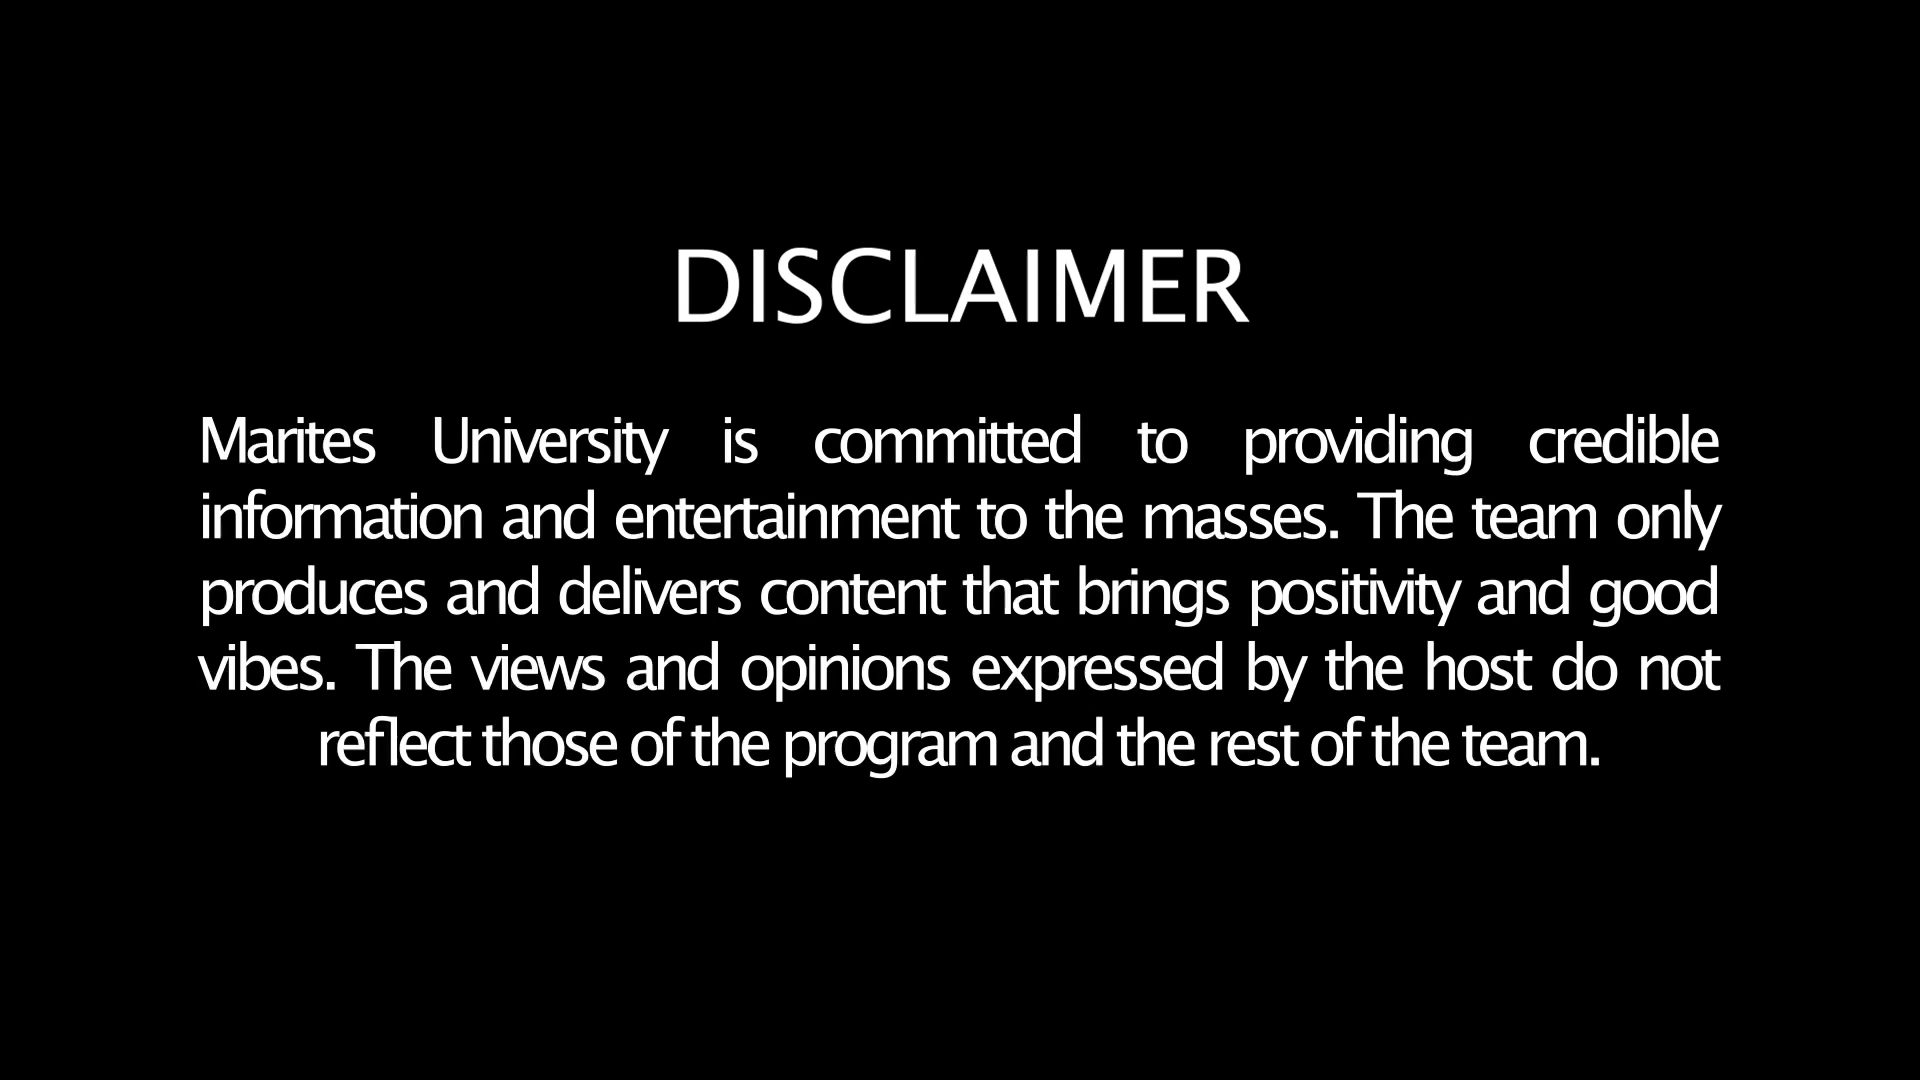 DISCLAIMER
Marites University is committed to providing credible
information and entertainment to the masses. The team only
produces and delivers content that brings positivity and good
vibes. The views and opinions expressed by the host do not
reflect those of the program and the rest of the team.